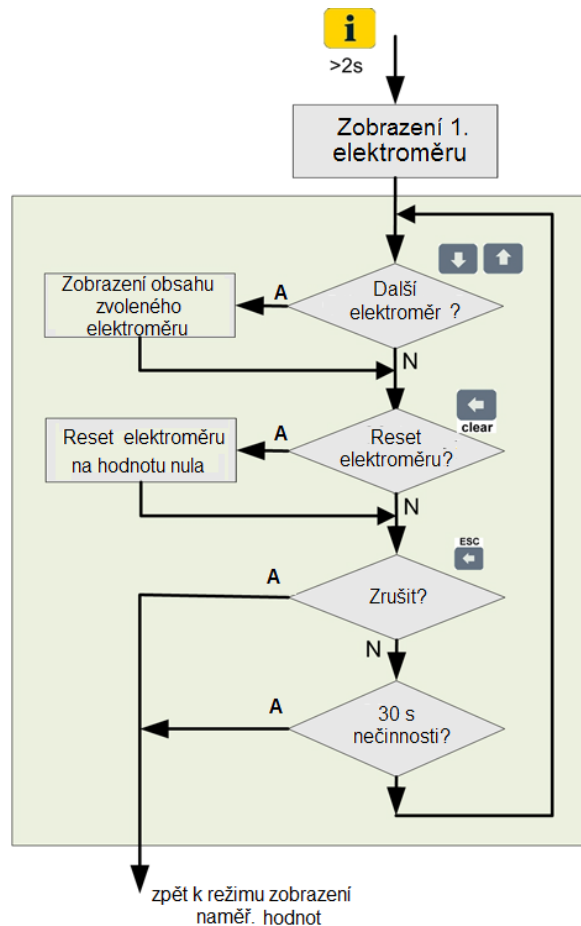 i
>2s
Zobrazení 1.
elektroměru
Další
elektroměr ?
A
Zobrazení obsahu
zvoleného
elektroměru
N
clear
Reset
elektroměru?
A
Reset elektroměru
na hodnotu nula
N
ESC
Zrušit?
A
N
30 s
nečinnosti?
A
zpět k režimu zobrazení
naměř. hodnot